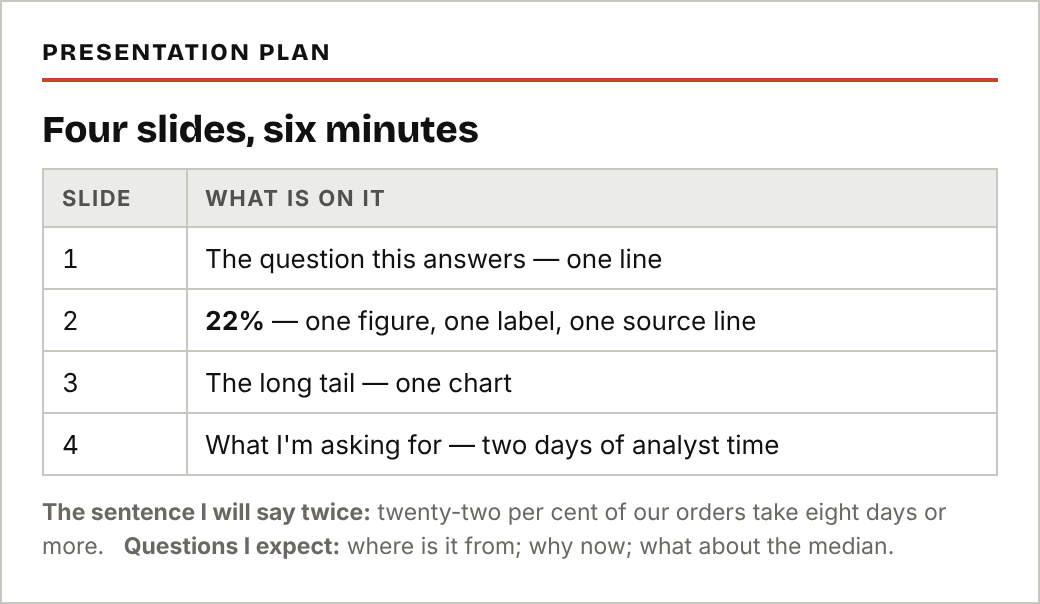 PRESENTATION PLAN
Four slides, six minutes
SLIDE WHAT IS ON IT
1 The question this answers — one line
2 22% — one figure, one label, one source line
3 The long tail — one chart
4 What I'm asking for — two days of analyst time
The sentence I will say twice: twenty-two per cent of our orders take eight days or
more. Questions I expect: where is it from; why now; what about the median.